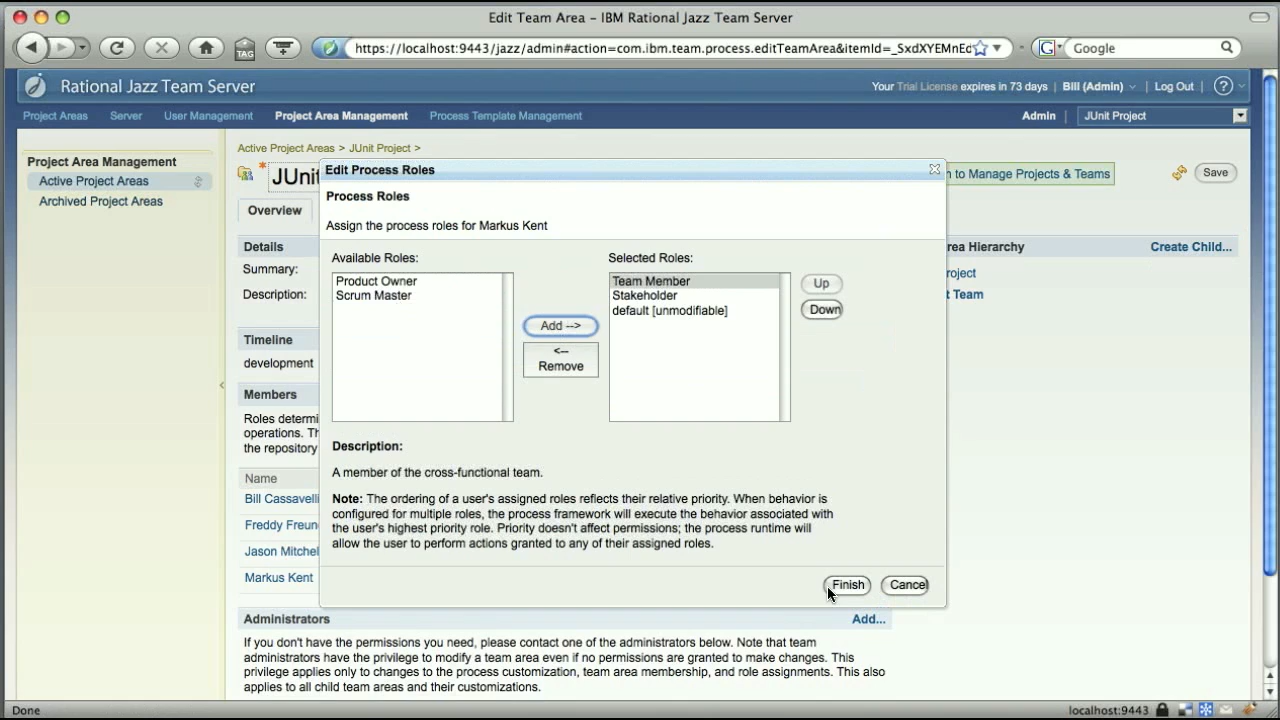 Edit Team Area – IBM Rational Jazz Team Server
TAG
https://localhost:9443/jazz/admin#action=com.ibm.team.process.editTeamArea&itemId=_SxdXYEMnEd
G
Google
Rational Jazz Team Server
Your Trial License expires in 73 days | Bill (Admin) | Log Out | ?
Project Areas Server User Management Project Area Management Process Template Management
Admin | JUnit Project
Project Area Management
Active Project Areas
Archived Project Areas
Active Project Areas > JUnit Project >
* JUni
n to Manage Projects & Teams
Save
Overview
Details
Summary:
Description:
Timeline
development
Members
Roles determi
operations. Th
the repository
Name
Bill Cassavelli
Freddy Freun
Jason Mitchel
Markus Kent
rea Hierarchy
Create Child...
roject
t Team
Edit Process Roles
Process Roles
Assign the process roles for Markus Kent
Available Roles:
Product Owner
Scrum Master
Add -->
<--
Remove
Selected Roles:
Team Member
Stakeholder
default [unmodifiable]
Up
Down
Description:
A member of the cross-functional team.
Note: The ordering of a user's assigned roles reflects their relative priority. When behavior is
configured for multiple roles, the process framework will execute the behavior associated with
the user's highest priority role. Priority doesn't affect permissions; the process runtime will
allow the user to perform actions granted to any of their assigned roles.
Finish
Cancel
Administrators
Add...
If you don't have the permissions you need, please contact one of the administrators below. Note that team
administrators have the privilege to modify a team area even if no permissions are granted to make changes. This
privilege applies only to changes to the process customization, team area membership, and role assignments. This also
applies to all child team areas and their customizations.
Done
localhost:9443